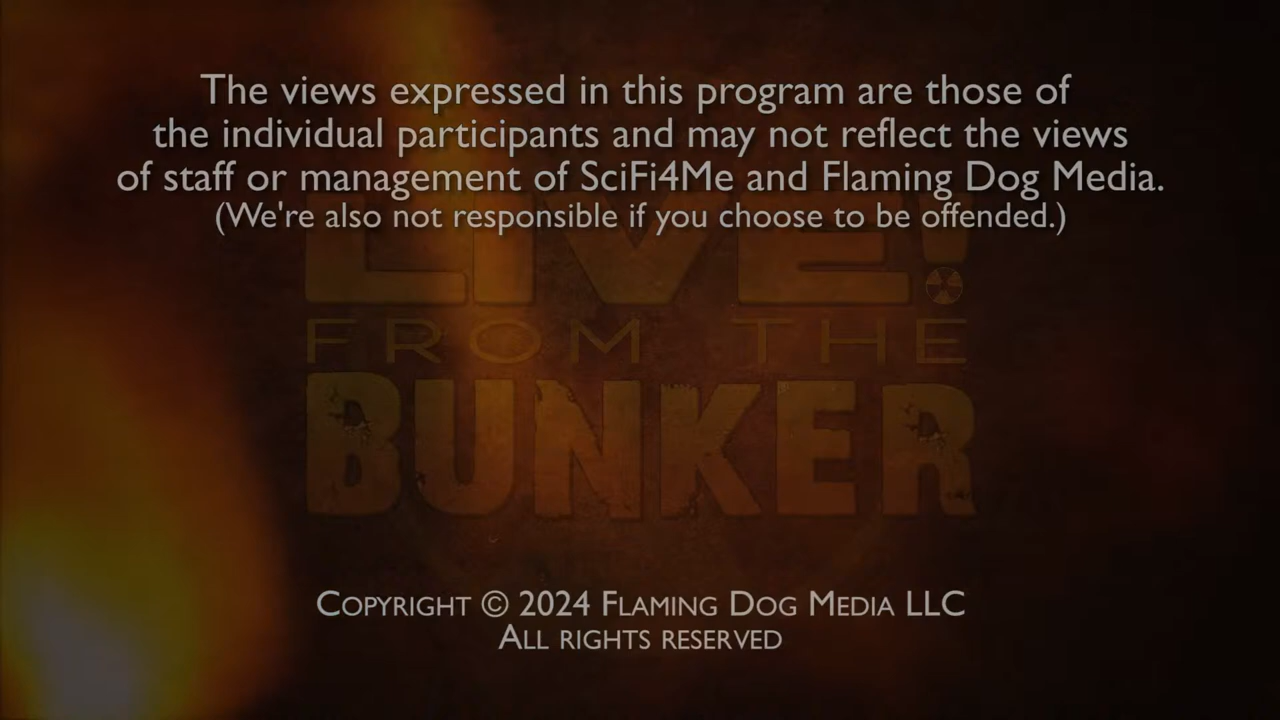 The views expressed in this program are those of
the individual participants and may not reflect the views
of staff or management of SciFi4Me and Flaming Dog Media.
(We're also not responsible if you choose to be offended.)
LIVE!
FROM THE
BUNKER
COPYRIGHT © 2024 FLAMING DOG MEDIA LLC
ALL RIGHTS RESERVED